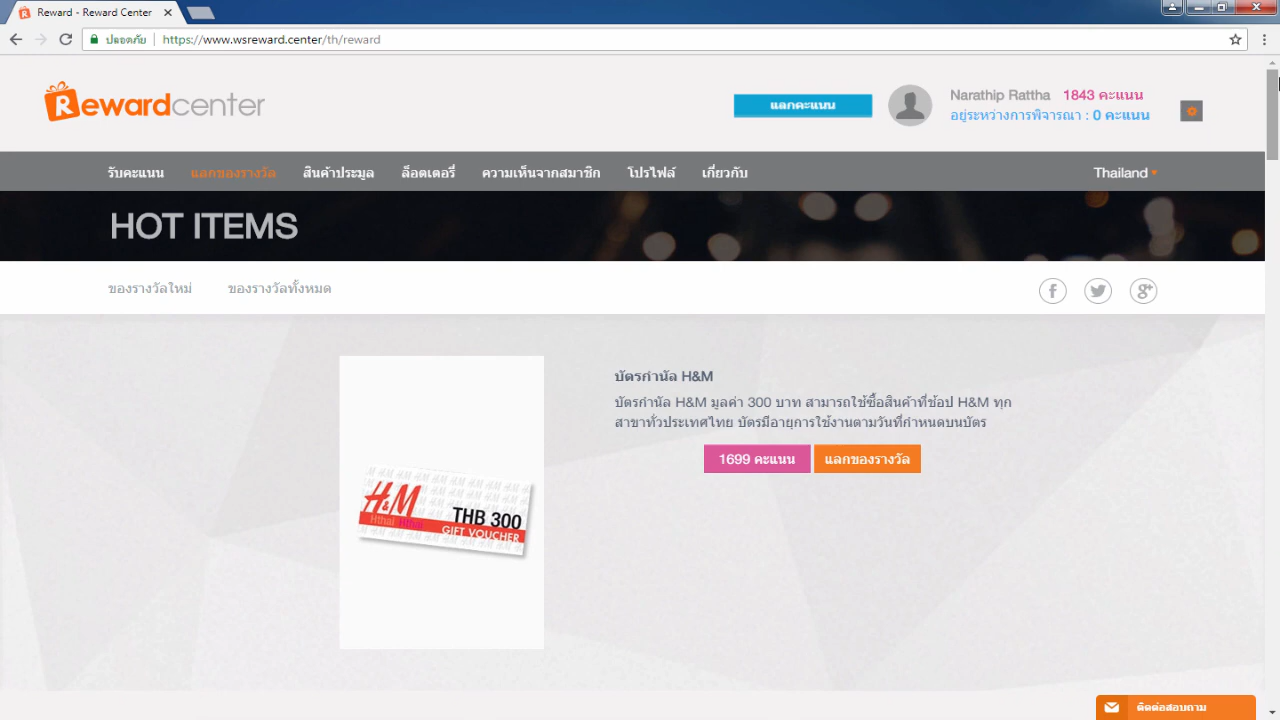 Reward - Reward Center
ปลอดภัย
https://www.wsreward.center/th/reward
Rewardcenter
แลกคะแนน
Narathip Rattha 1843 คะแนน
อยู่ระหว่างการพิจารณา : 0 คะแนน
รับคะแนน แลกของรางวัล สินค้าประมูล ล็อตเตอรี่ ความเห็นจากสมาชิก โปรไฟล์ เกี่ยวกับ Thailand
HOT ITEMS
ของรางวัลใหม่ ของรางวัลทั้งหมด
บัตรกำนัล H&M
บัตรกำนัล H&M มูลค่า 300 บาท สามารถใช้ซื้อสินค้าที่ช้อป H&M ทุก
สาขาทั่วประเทศไทย บัตรมีอายุการใช้งานตามวันที่กำหนดบนบัตร
1699 คะแนน แลกของรางวัล
H&M
THB 300
Hthai Hthai
GIFT VOUCHER
ติดต่อสอบถาม